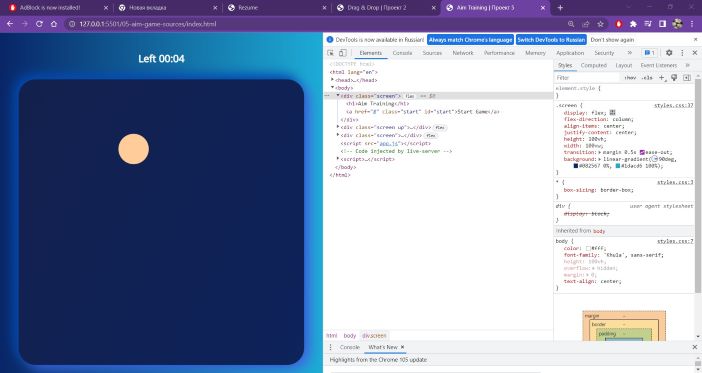 AdBlock is now installed!
Новая вкладка
Rezume
Drag & Drop | Проект 2
Aim Training | Проект 5
127.0.0.1:5501/05-aim-game-sources/index.html
Left 00:04
DevTools is now available in Russian!
Always match Chrome's language
Switch DevTools to Russian
Don't show again
Elements
Console
Sources
Network
Performance
Memory
Application
Security
1
<!DOCTYPE html>
<html lang="en">
<head>…</head>
<body>
<div class="screen"> flex == $0
<h1>Aim Training</h1>
<a href="#" class="start" id="start">Start Game</a>
</div>
<div class="screen up">…</div> flex
<div class="screen">…</div> flex
<script src="app.js"></script>
<!-- Code injected by live-server -->
<script>…</script>
</body>
</html>
html body div.screen
Styles
Computed
Layout
Event Listeners
Filter
:hov .cls
element.style {
}
.screen {
styles.css:37
display: flex;
flex-direction: column;
align-items: center;
justify-content: center;
height: 100vh;
width: 100vw;
transition: margin 0.5s ease-out;
background: linear-gradient( 90deg,
#082567 0%, #1dacd6 100%);
}
* {
styles.css:3
box-sizing: border-box;
}
div {
user agent stylesheet
display: block;
}
Inherited from body
body {
styles.css:7
color: #fff;
font-family: 'Khula', sans-serif;
height: 100vh;
overflow: hidden;
margin: 0;
text-align: center;
}
margin
border
padding
Console
What's New
Highlights from the Chrome 105 update